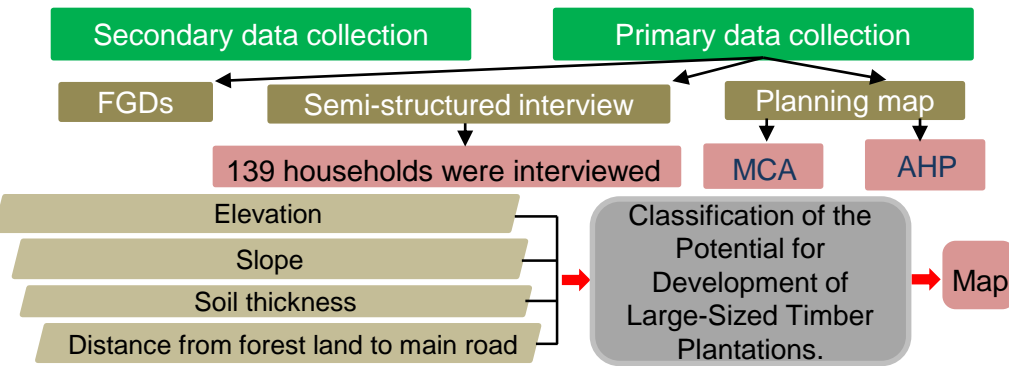 Secondary data collection
Primary data collection
FGDs
Semi-structured interview
Planning map
139 households were interviewed
MCA
AHP
Elevation
Slope
Soil thickness
Distance from forest land to main road
Classification of the
Potential for
Development of
Large-Sized Timber
Plantations.
Map